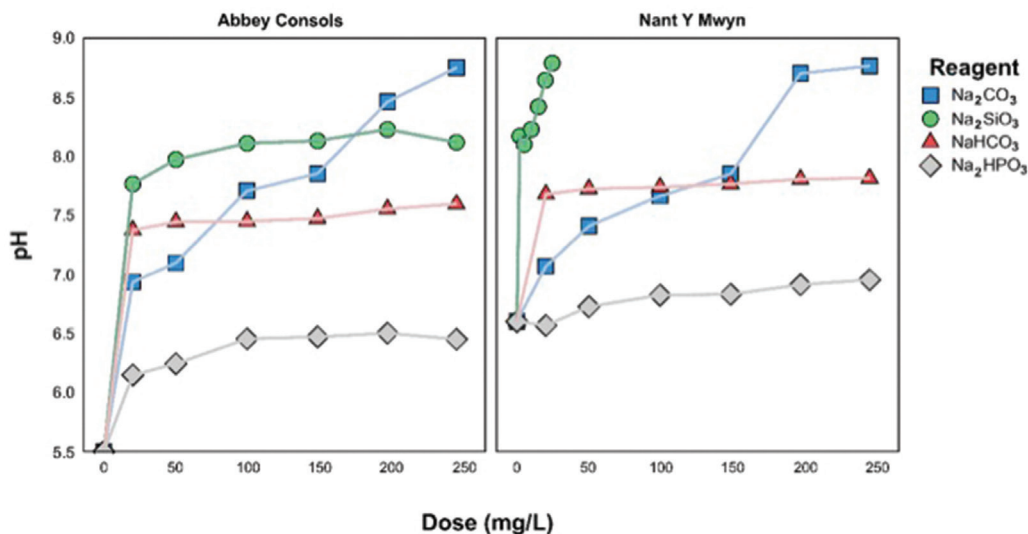 Abbey Consols
Nant Y Mwyn
9.0
8.5
8.0
7.5
7.0
6.5
6.0
5.5
pH
0 50 100 150 200 250
0 50 100 150 200 250
Dose (mg/L)
Reagent
Na₂CO₃
Na₂SiO₃
NaHCO₃
Na₂HPO₃